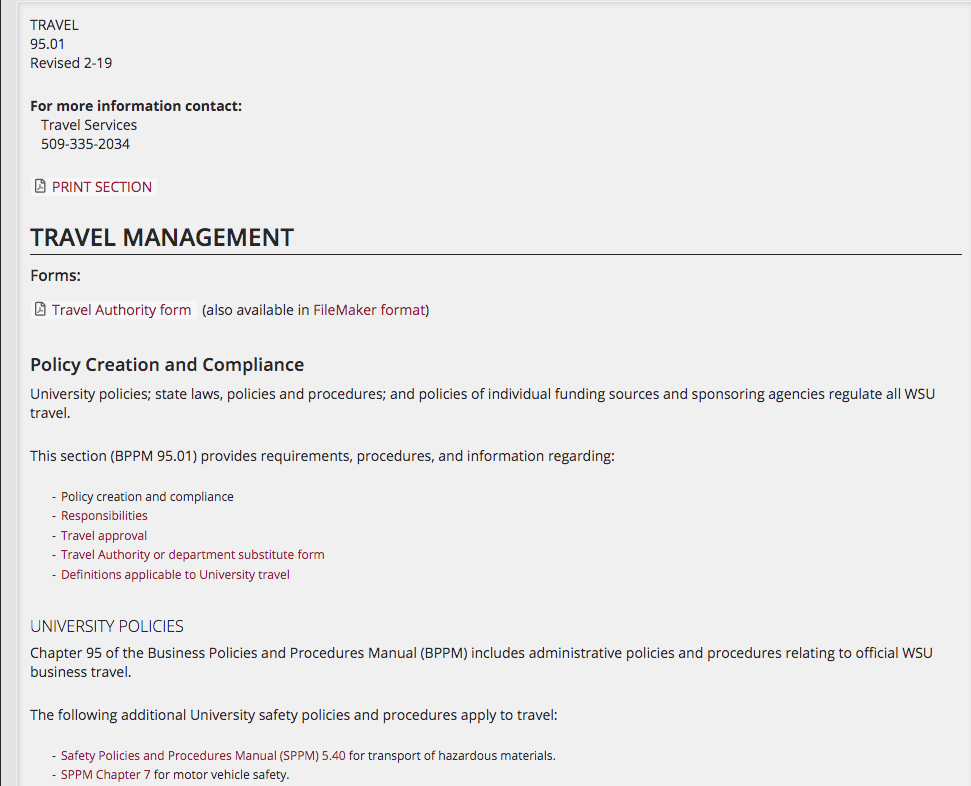 TRAVEL
95.01
Revised 2-19
For more information contact:
Travel Services
509-335-2034
PRINT SECTION
TRAVEL MANAGEMENT
Forms:
Travel Authority form (also available in FileMaker format)
Policy Creation and Compliance
University policies; state laws, policies and procedures; and policies of individual funding sources and sponsoring agencies regulate all WSU
travel.
This section (BPPM 95.01) provides requirements, procedures, and information regarding:
- Policy creation and compliance
- Responsibilities
- Travel approval
- Travel Authority or department substitute form
- Definitions applicable to University travel
UNIVERSITY POLICIES
Chapter 95 of the Business Policies and Procedures Manual (BPPM) includes administrative policies and procedures relating to official WSU
business travel.
The following additional University safety policies and procedures apply to travel:
- Safety Policies and Procedures Manual (SPPM) 5.40 for transport of hazardous materials.
- SPPM Chapter 7 for motor vehicle safety.